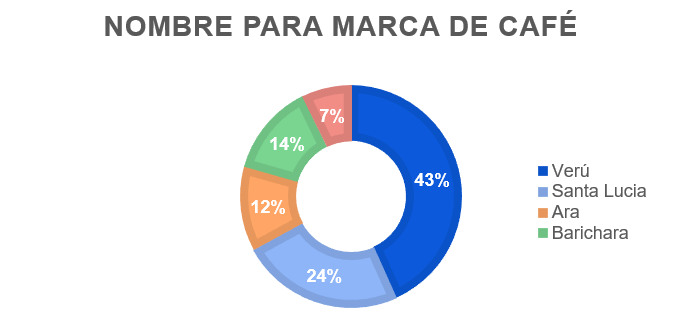 NOMBRE PARA MARCA DE CAFÉ
7%
14%
43%
12%
24%
Verú
Santa Lucia
Ara
Barichara